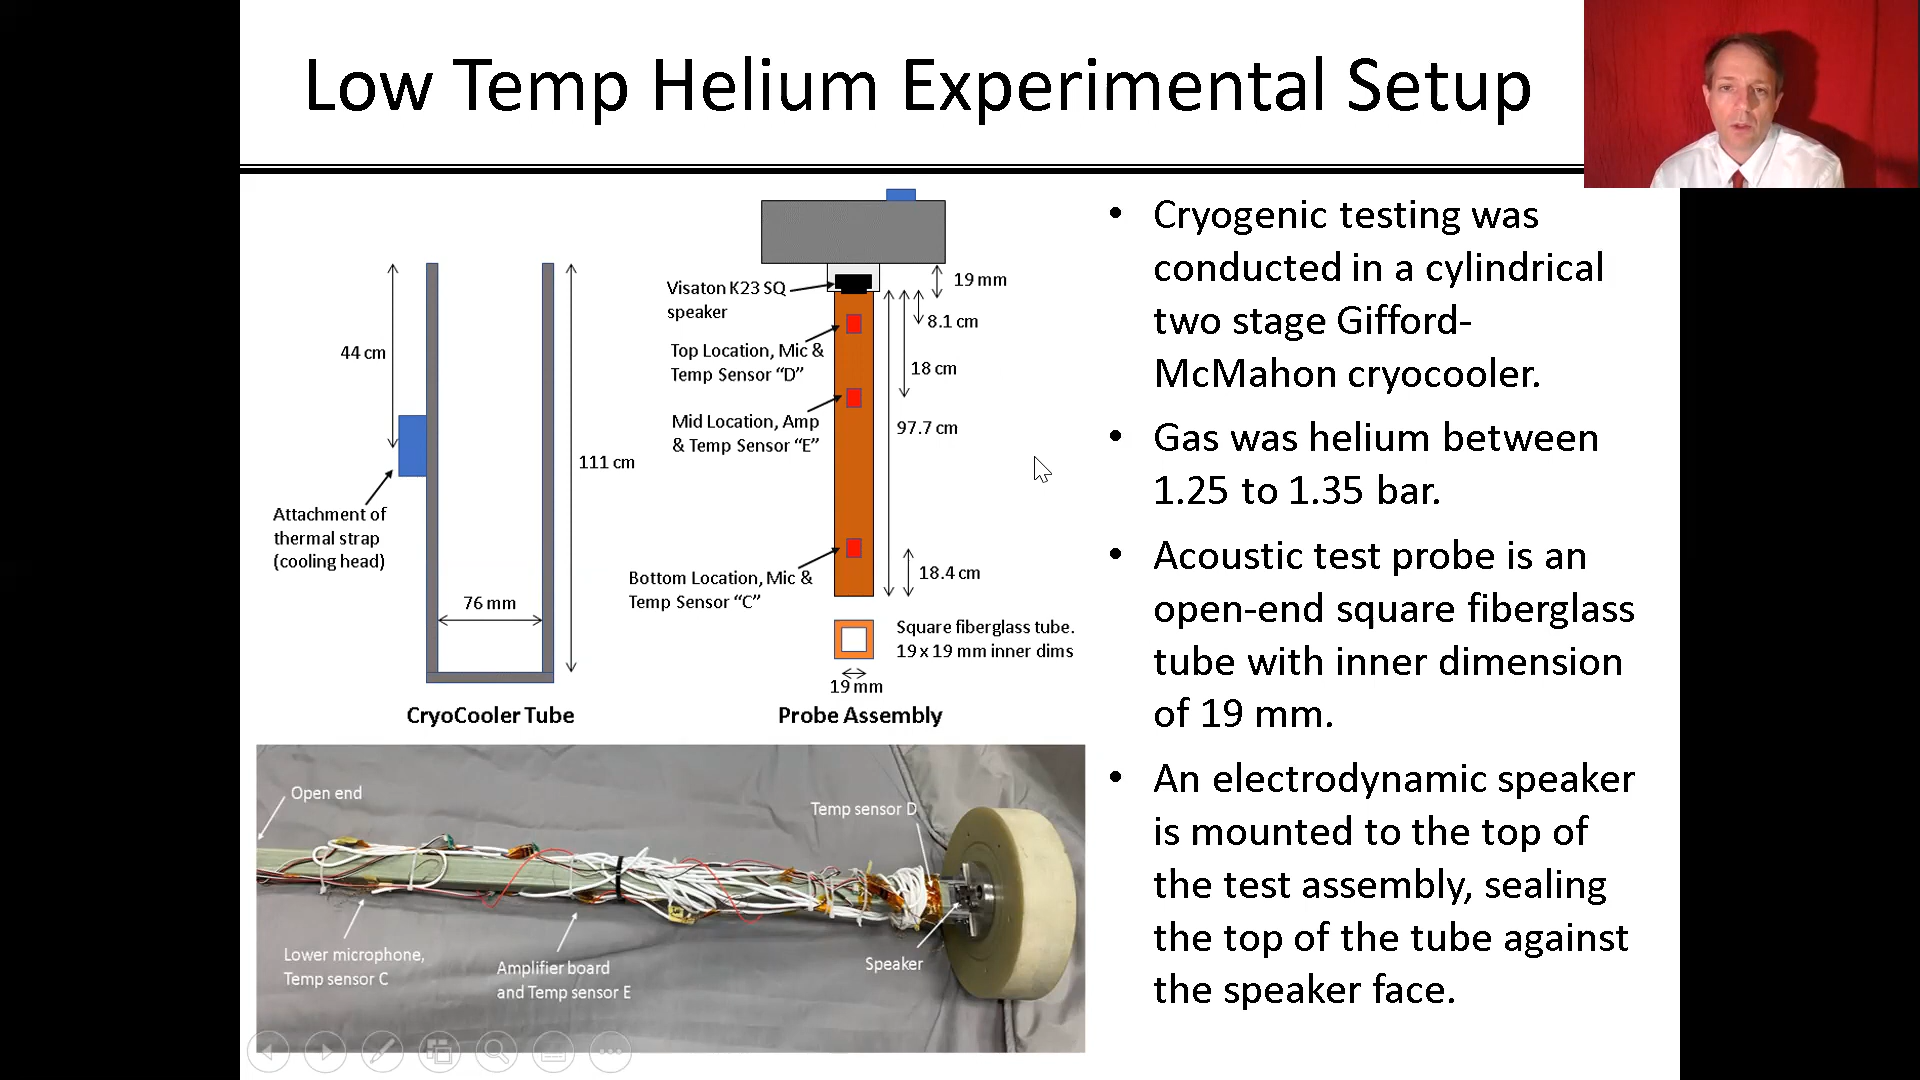 Low Temp Helium Experimental Setup
44 cm
Attachment of
thermal strap
(cooling head)
111 cm
76 mm
CryoCooler Tube
Visaton K23 SQ
speaker
Top Location, Mic &
Temp Sensor “D”
Mid Location, Amp
& Temp Sensor “E”
Bottom Location, Mic &
Temp Sensor “C”
19 mm
8.1 cm
18 cm
97.7 cm
18.4 cm
Square fiberglass tube.
19 x 19 mm inner dims
19 mm
Probe Assembly
Open end
Temp sensor D
Lower microphone,
Temp sensor C
Amplifier board
and Temp sensor E
Speaker
• Cryogenic testing was
conducted in a cylindrical
two stage Gifford-
McMahon cryocooler.
• Gas was helium between
1.25 to 1.35 bar.
• Acoustic test probe is an
open-end square fiberglass
tube with inner dimension
of 19 mm.
• An electrodynamic speaker
is mounted to the top of
the test assembly, sealing
the top of the tube against
the speaker face.